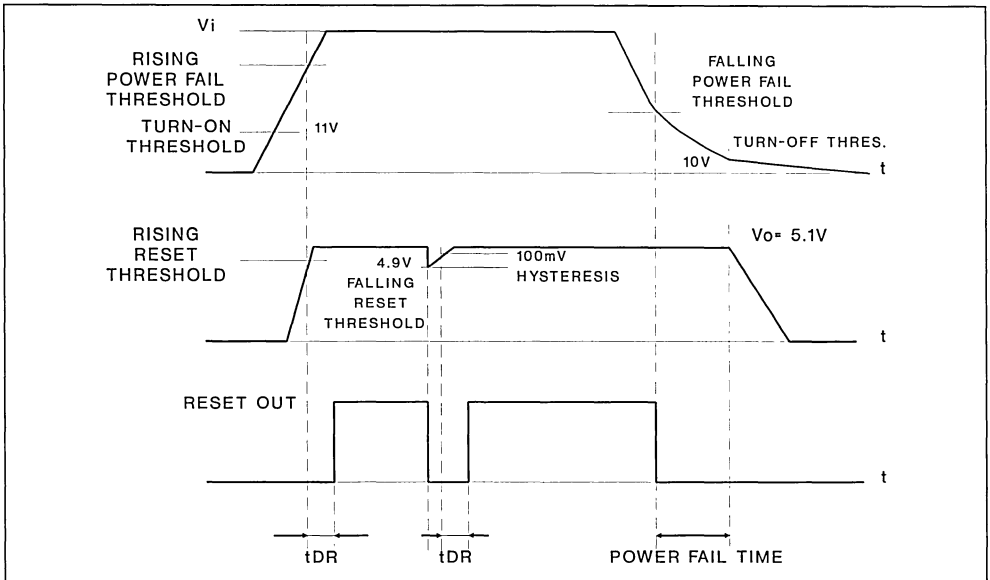 Vi
RISING
POWER FAIL
THRESHOLD
TURN-ON
THRESHOLD
11V
FALLING
POWER FAIL
THRESHOLD
TURN-OFF THRES.
10V
t
RISING
RESET
THRESHOLD
4.9V
FALLING
RESET
THRESHOLD
100mV
HYSTERESIS
Vo= 5.1V
t
RESET OUT
t
tDR
tDR
POWER FAIL TIME